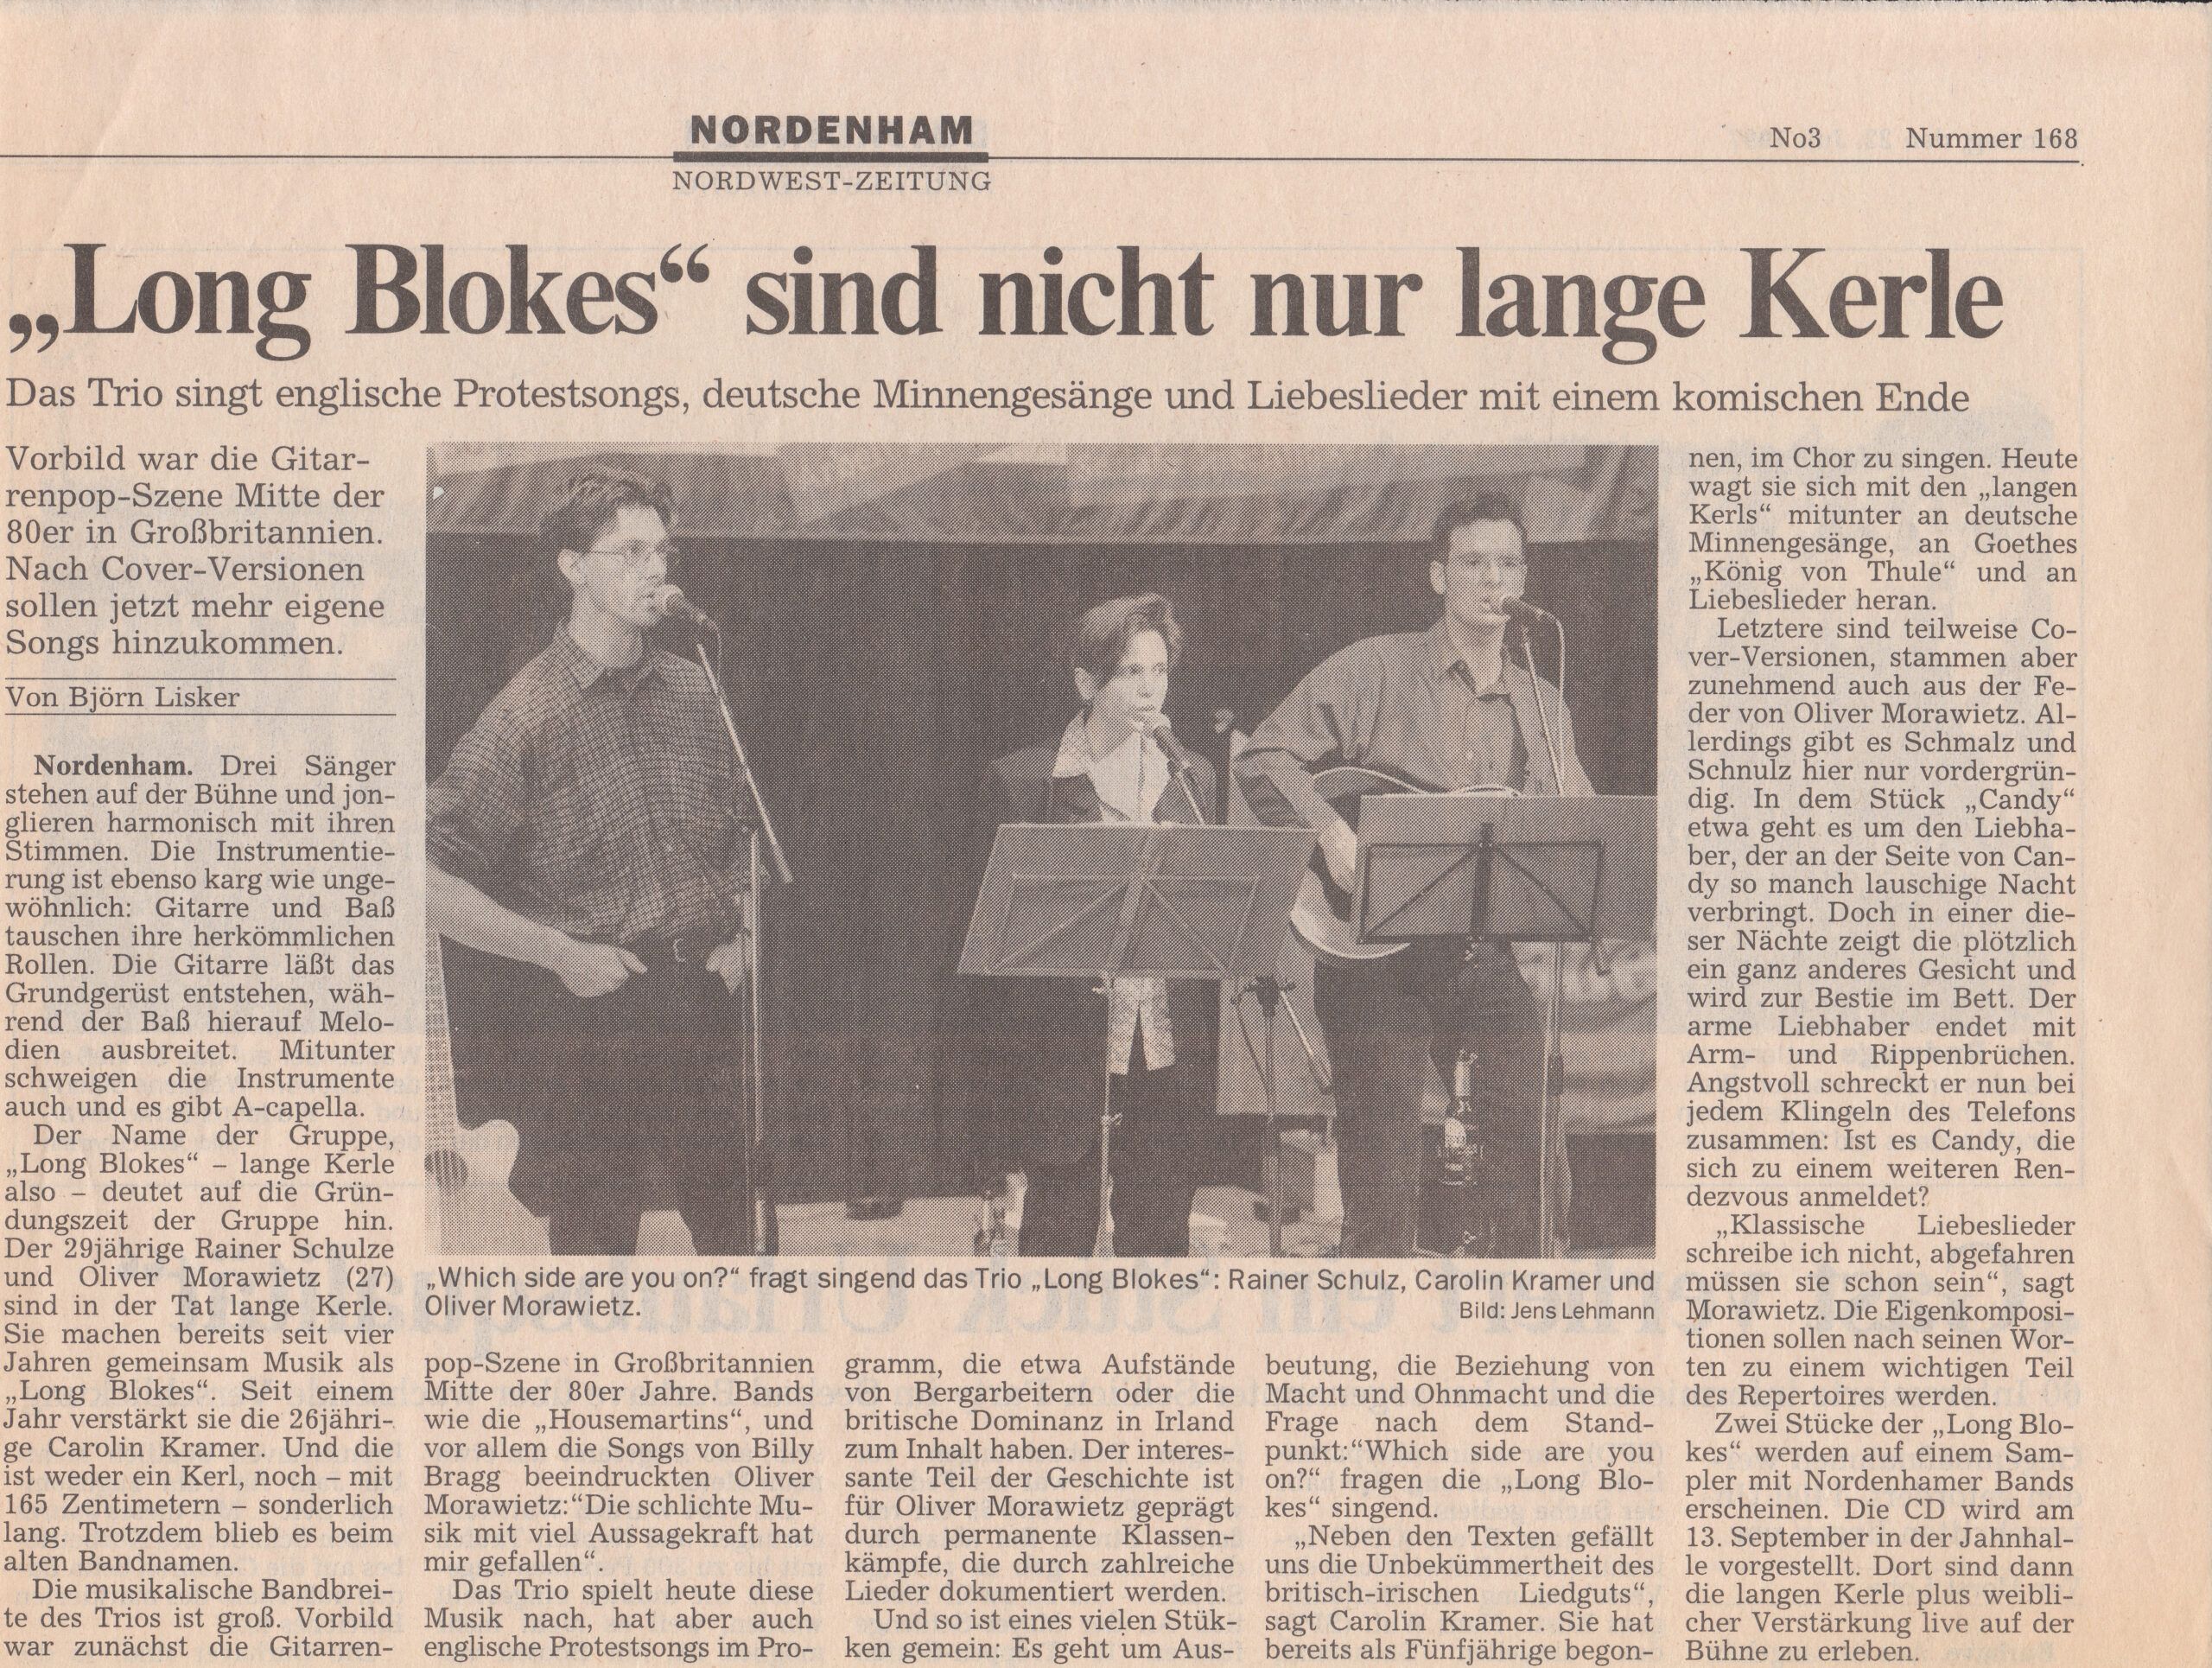 NORDENHAM
NORDWEST-ZEITUNG
No3 Nummer 168
„Long Blokes“ sind nicht nur lange Kerle
Das Trio singt englische Protestsongs, deutsche Minnengesänge und Liebeslieder mit einem komischen Ende
Vorbild war die Gitar-
renpop-Szene Mitte der
80er in Großbritannien.
Nach Cover-Versionen
sollen jetzt mehr eigene
Songs hinzukommen.
Von Björn Lisker
Nordenham. Drei Sänger
stehen auf der Bühne und jon-
glieren harmonisch mit ihren
Stimmen. Die Instrumentie-
rung ist ebenso karg wie unge-
wöhnlich: Gitarre und Baß
tauschen ihre herkömmlichen
Rollen. Die Gitarre läßt das
Grundgerüst entstehen, wäh-
rend der Baß hierauf Melo-
dien ausbreitet. Mitunter
schweigen die Instrumente
auch und es gibt A-capella.
Der Name der Gruppe,
„Long Blokes“ – lange Kerle
also – deutet auf die Grün-
dungszeit der Gruppe hin.
Der 29jährige Rainer Schulze
und Oliver Morawietz (27)
sind in der Tat lange Kerle.
Sie machen bereits seit vier
Jahren gemeinsam Musik als
„Long Blokes“. Seit einem
Jahr verstärkt sie die 26jähri-
ge Carolin Kramer. Und die
ist weder ein Kerl, noch – mit
165 Zentimetern – sonderlich
lang. Trotzdem blieb es beim
alten Bandnamen.
Die musikalische Bandbrei-
te des Trios ist groß. Vorbild
war zunächst die Gitarren-
„Which side are you on?“ fragt singend das Trio „Long Blokes“: Rainer Schulz, Carolin Kramer und
Oliver Morawietz.
Bild: Jens Lehmann
pop-Szene in Großbritannien
Mitte der 80er Jahre. Bands
wie die „Housemartins“, und
vor allem die Songs von Billy
Bragg beeindruckten Oliver
Morawietz:“Die schlichte Mu-
sik mit viel Aussagekraft hat
mir gefallen“.
Das Trio spielt heute diese
Musik nach, hat aber auch
englische Protestsongs im Pro-
gramm, die etwa Aufstände
von Bergarbeitern oder die
britische Dominanz in Irland
zum Inhalt haben. Der interes-
sante Teil der Geschichte ist
für Oliver Morawietz geprägt
durch permanente Klassen-
kämpfe, die durch zahlreiche
Lieder dokumentiert werden.
Und so ist eines vielen Stük-
ken gemein: Es geht um Aus-
beutung, die Beziehung von
Macht und Ohnmacht und die
Frage nach dem Stand-
punkt:“Which side are you
on?“ fragen die „Long Blo-
kes“ singend.
„Neben den Texten gefällt
uns die Unbekümmertheit des
britisch-irischen Liedguts“,
sagt Carolin Kramer. Sie hat
bereits als Fünfjährige begon-
nen, im Chor zu singen. Heute
wagt sie sich mit den „langen
Kerls“ mitunter an deutsche
Minnengesänge, an Goethes
„König von Thule“ und an
Liebeslieder heran.
Letztere sind teilweise Co-
ver-Versionen, stammen aber
zunehmend auch aus der Fe-
der von Oliver Morawietz. Al-
lerdings gibt es Schmalz und
Schnulz hier nur vordergrün-
dig. In dem Stück „Candy“
etwa geht es um den Liebha-
ber, der an der Seite von Can-
dy so manch lauschige Nacht
verbringt. Doch in einer die-
ser Nächte zeigt die plötzlich
ein ganz anderes Gesicht und
wird zur Bestie im Bett. Der
arme Liebhaber endet mit
Arm- und Rippenbrüchen.
Angstvoll schreckt er nun bei
jedem Klingeln des Telefons
zusammen: Ist es Candy, die
sich zu einem weiteren Ren-
dezvous anmeldet?
„Klassische Liebeslieder
schreibe ich nicht, abgefahren
müssen sie schon sein“, sagt
Morawietz. Die Eigenkomposi-
tionen sollen nach seinen Wor-
ten zu einem wichtigen Teil
des Repertoires werden.
Zwei Stücke der „Long Blo-
kes“ werden auf einem Sam-
pler mit Nordenhamer Bands
erscheinen. Die CD wird am
13. September in der Jahnhal-
le vorgestellt. Dort sind dann
die langen Kerle plus weibli-
cher Verstärkung live auf der
Bühne zu erleben.